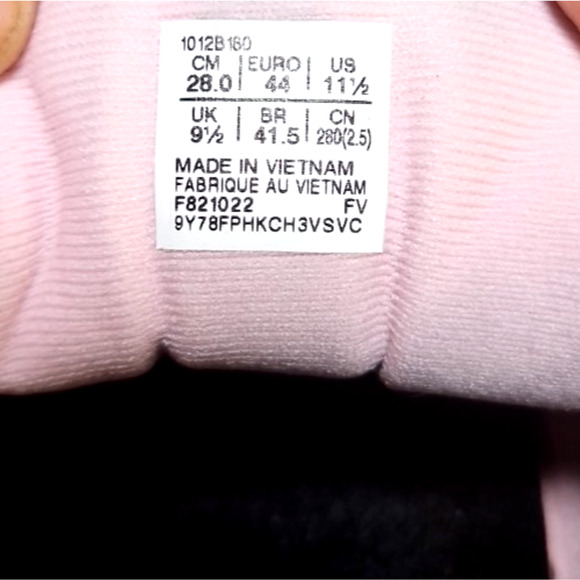 1012B160
CM | EURO | US
28.0 | 44 | 11½
UK | BR | CN
9½ | 41.5 | 280(2.5)
MADE IN VIETNAM
FABRIQUE AU VIETNAM
F821022 FV
9Y78FPHKCH3VSVC